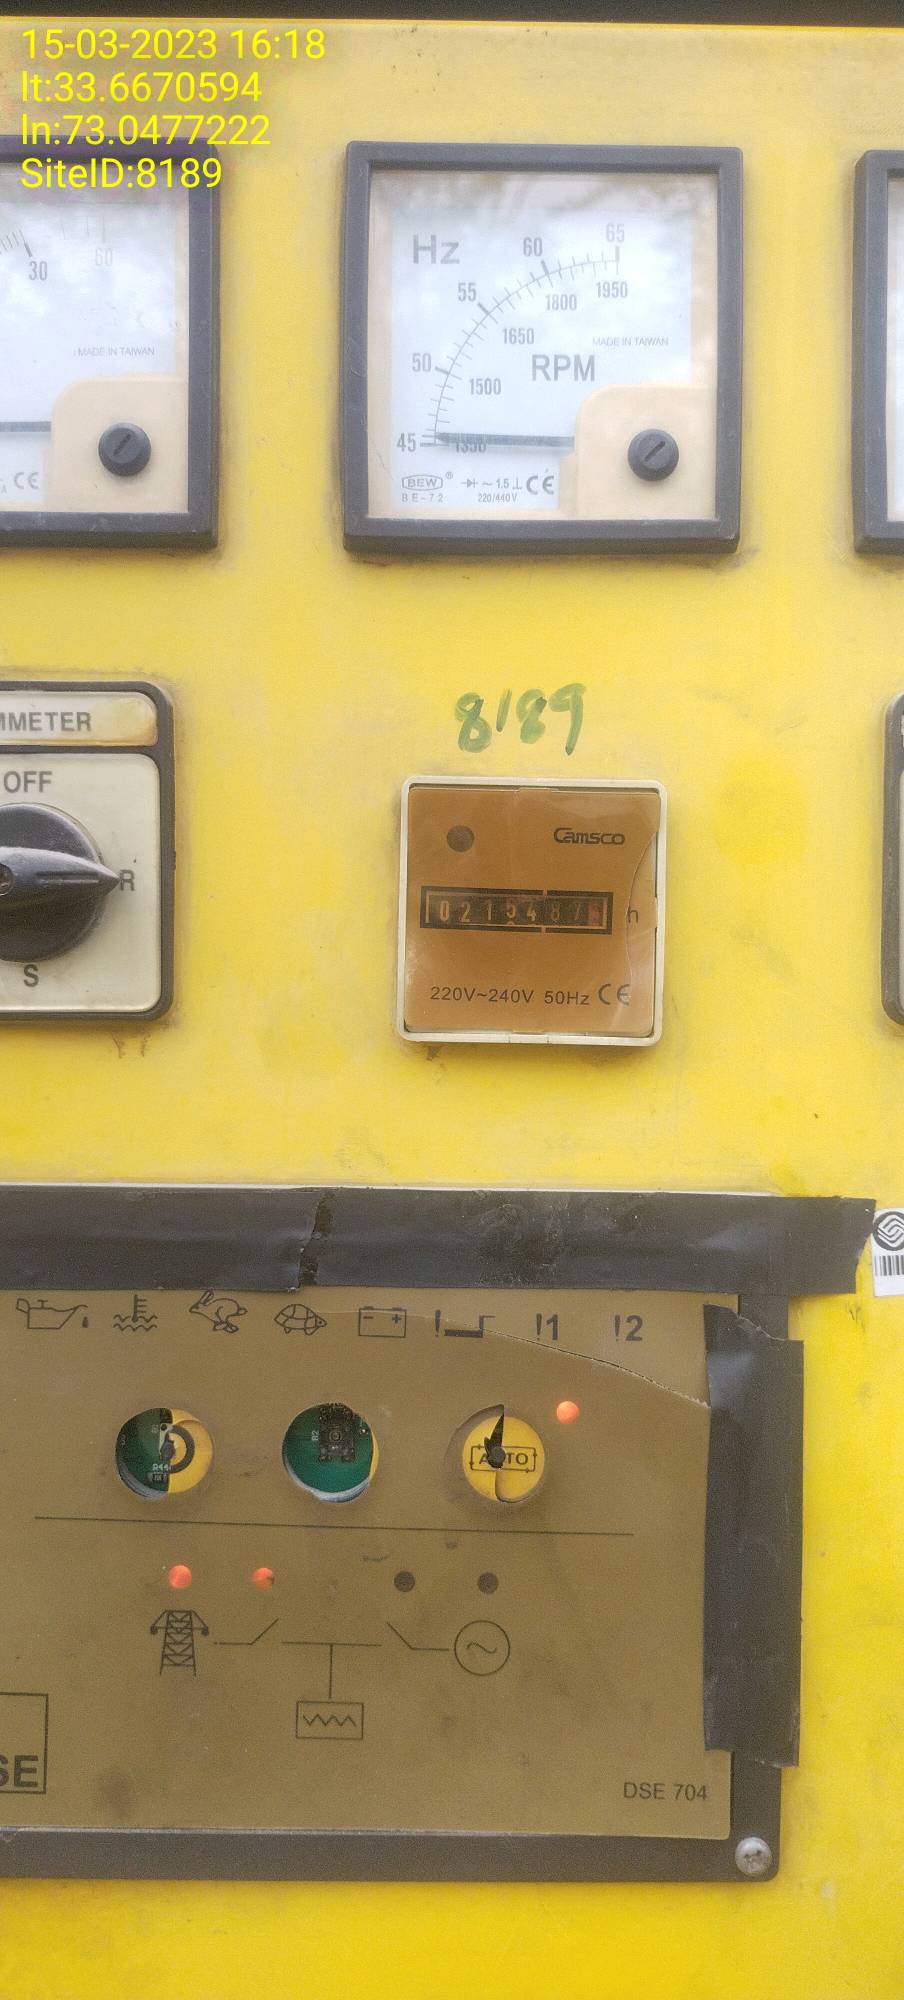 15-03-2023 16:18
lt:33.6670594
ln:73.0477222
SiteID:8189
30 60
MADE IN TAIWAN
CE
Hz
45 50 55 60 65
1350 1500 1650 1800 1950
MADE IN TAIWAN
RPM
BEW ®
BE-72
~ 1.5 ⊥ CE
220/440V
MMETER
OFF
R
S
8189
Camsco
0215487 h
220V~240V 50Hz CE
!1 !2
AUTO
SE
DSE 704